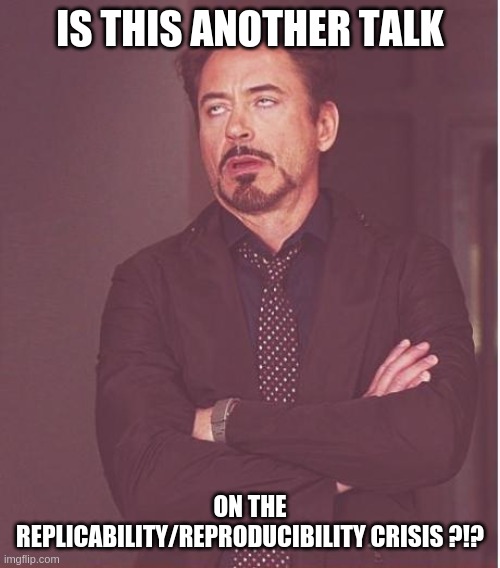 IS THIS ANOTHER TALK
ON THE
REPLICABILITY/REPRODUCIBILITY CRISIS ?!?
imgflip.com